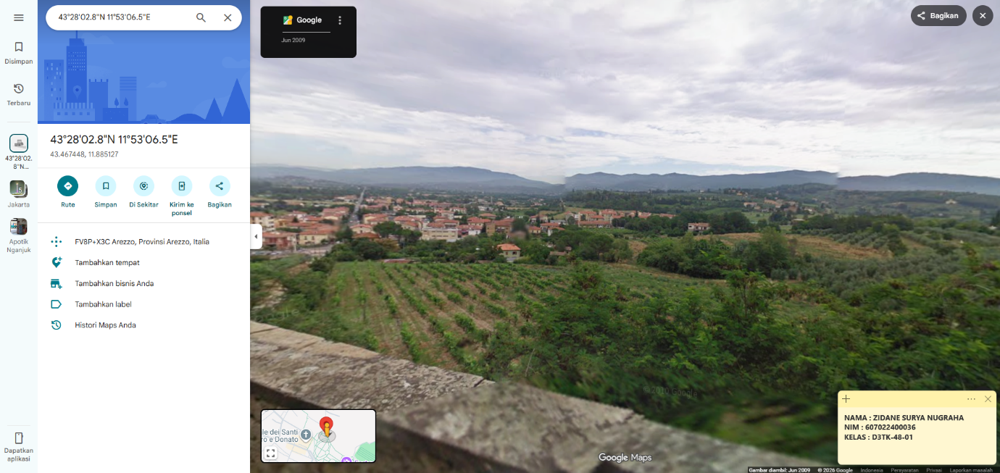 43°28'02.8"N 11°53'06.5"E
Disimpan
Terbaru
43°28'02.
8"N...
Jakarta
Apotik
Nganjuk
Dapatkan
aplikasi
43°28'02.8"N 11°53'06.5"E
43.467448, 11.885127
Rute
Simpan
Di Sekitar
Kirim ke
ponsel
Bagikan
FV8P+X3C Arezzo, Provinsi Arezzo, Italia
Tambahkan tempat
Tambahkan bisnis Anda
Tambahkan label
Histori Maps Anda
Google
Jun 2009
Bagikan
© 2010 Google
le dei Santi
ro e Donato
Google Maps
NAMA : ZIDANE SURYA NUGRAHA
NIM : 607022400036
KELAS : D3TK-48-01
Gambar diambil: Jun 2009 © 2026 Google Indonesia Persyaratan Privasi Laporkan masalah